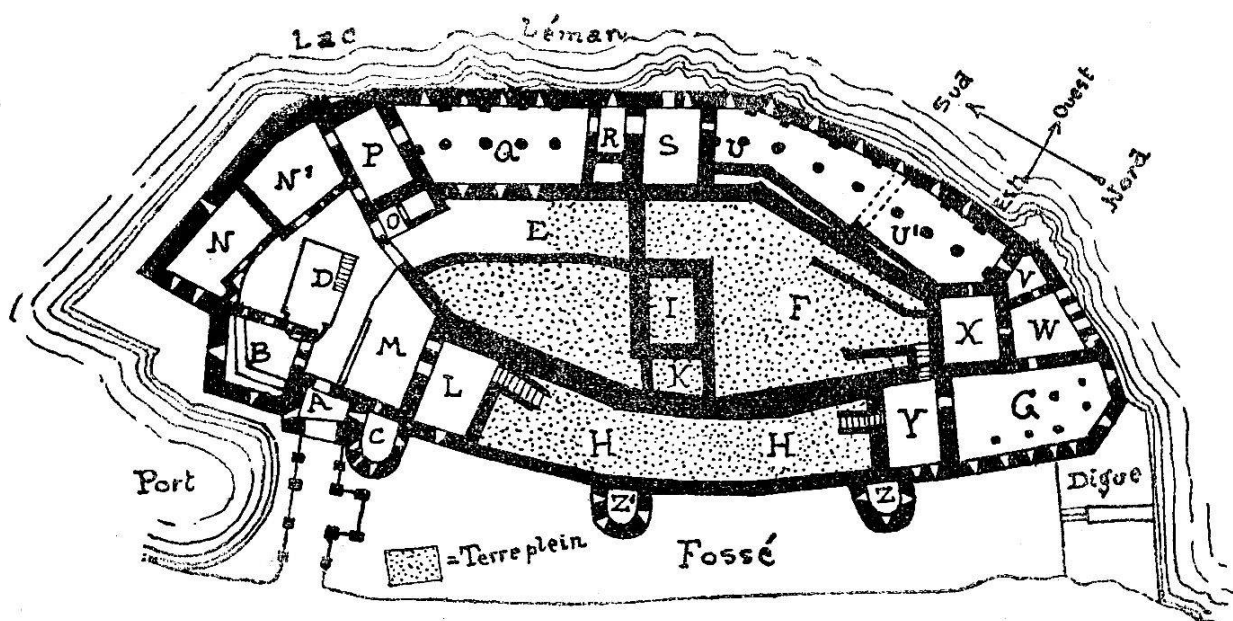 Lac Léman
Sud
Ouest
Est
Nord
P
Q
R
S
U
N'
O
N
E
U'
V
D
I
F
X
W
B
M
K
L
A
G
C
H
H
Y
Port
Z'
Z
Digue
= Terre plein
Fossé